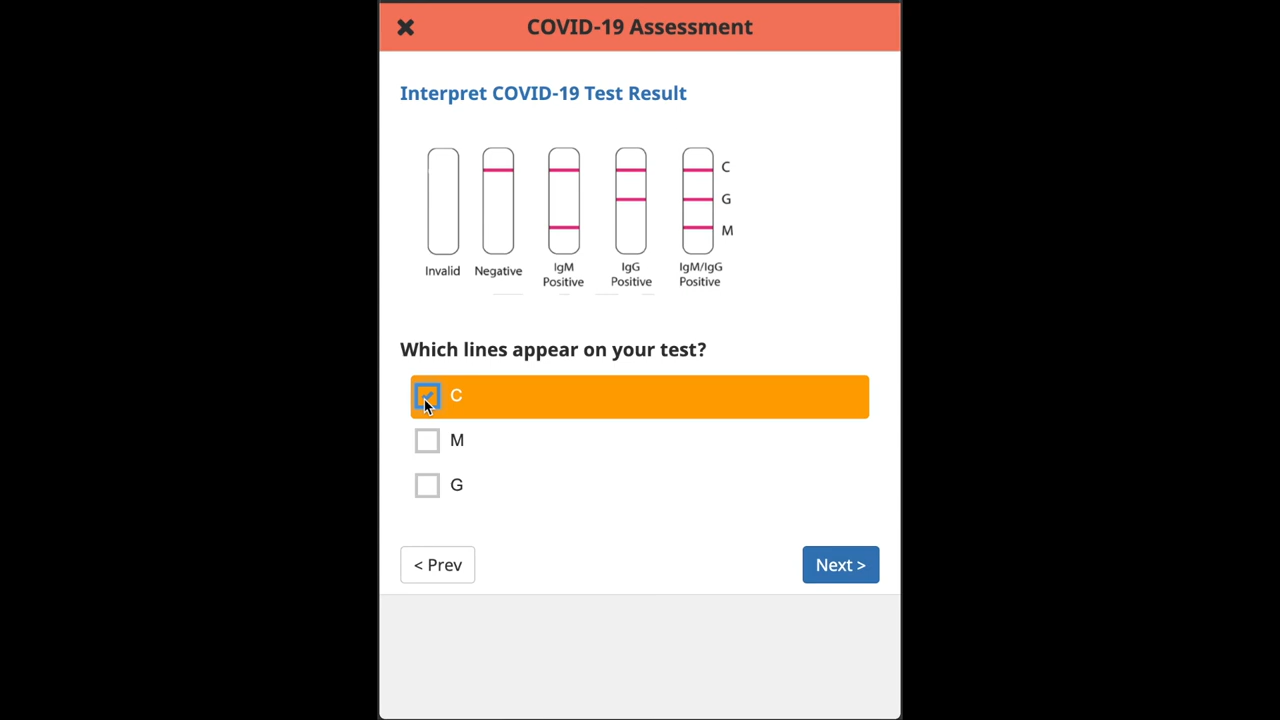 COVID-19 Assessment
Interpret COVID-19 Test Result
C
G
M
Invalid Negative IgM Positive IgG Positive IgM/IgG Positive
Which lines appear on your test?
C
M
G
< Prev Next >